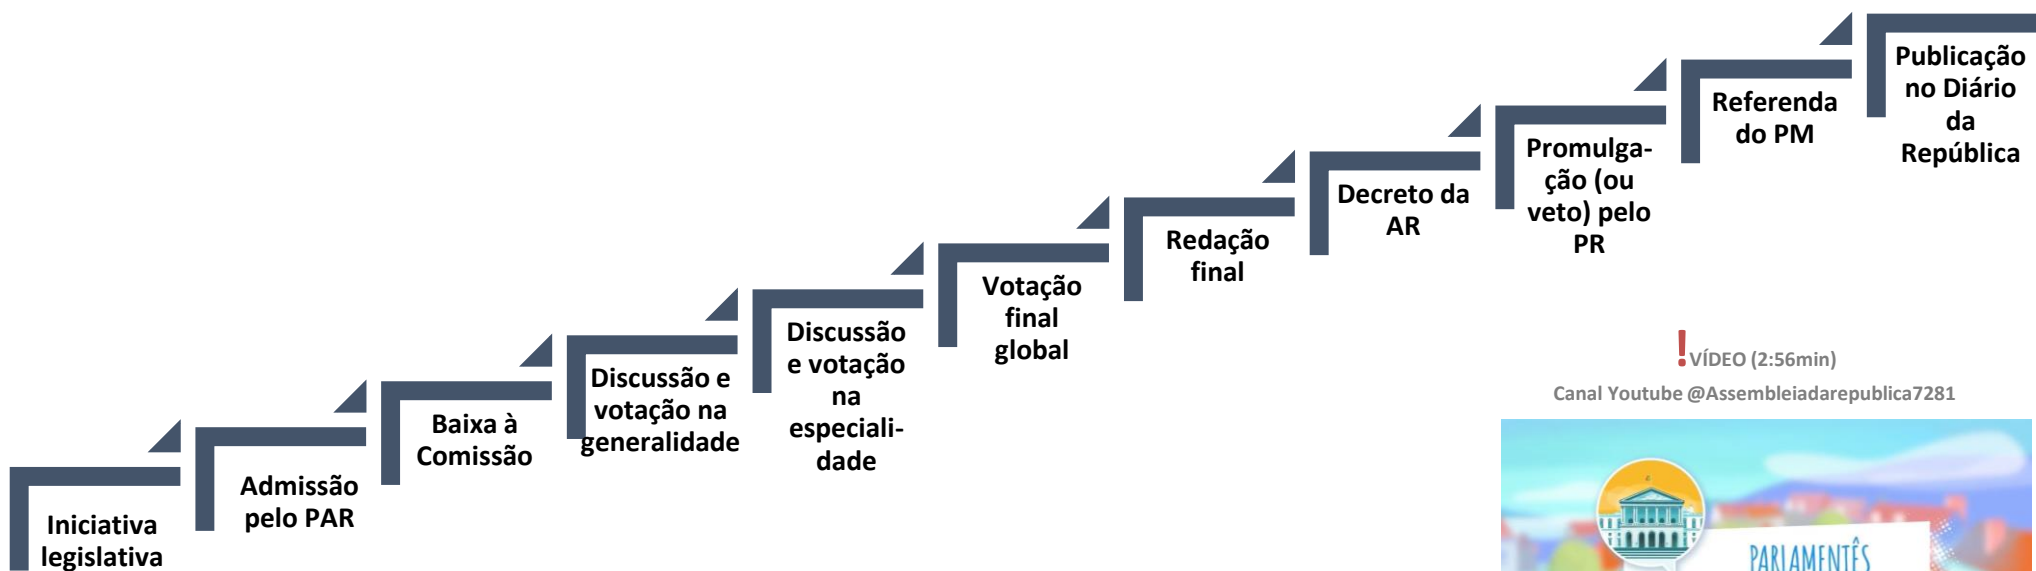 Iniciativa
legislativa
Admissão
pelo PAR
Baixa à
Comissão
Discussão e
votação na
generalidade
Discussão
e votação
na
especiali-
dade
Votação
final
global
Redação
final
Decreto da
AR
Promulga-
ção (ou
veto) pelo
PR
Referenda
do PM
Publicação
no Diário
da
República
!VÍDEO (2:56min)
Canal Youtube @Assembleiadarepublica7281
PARLAMENTÊS